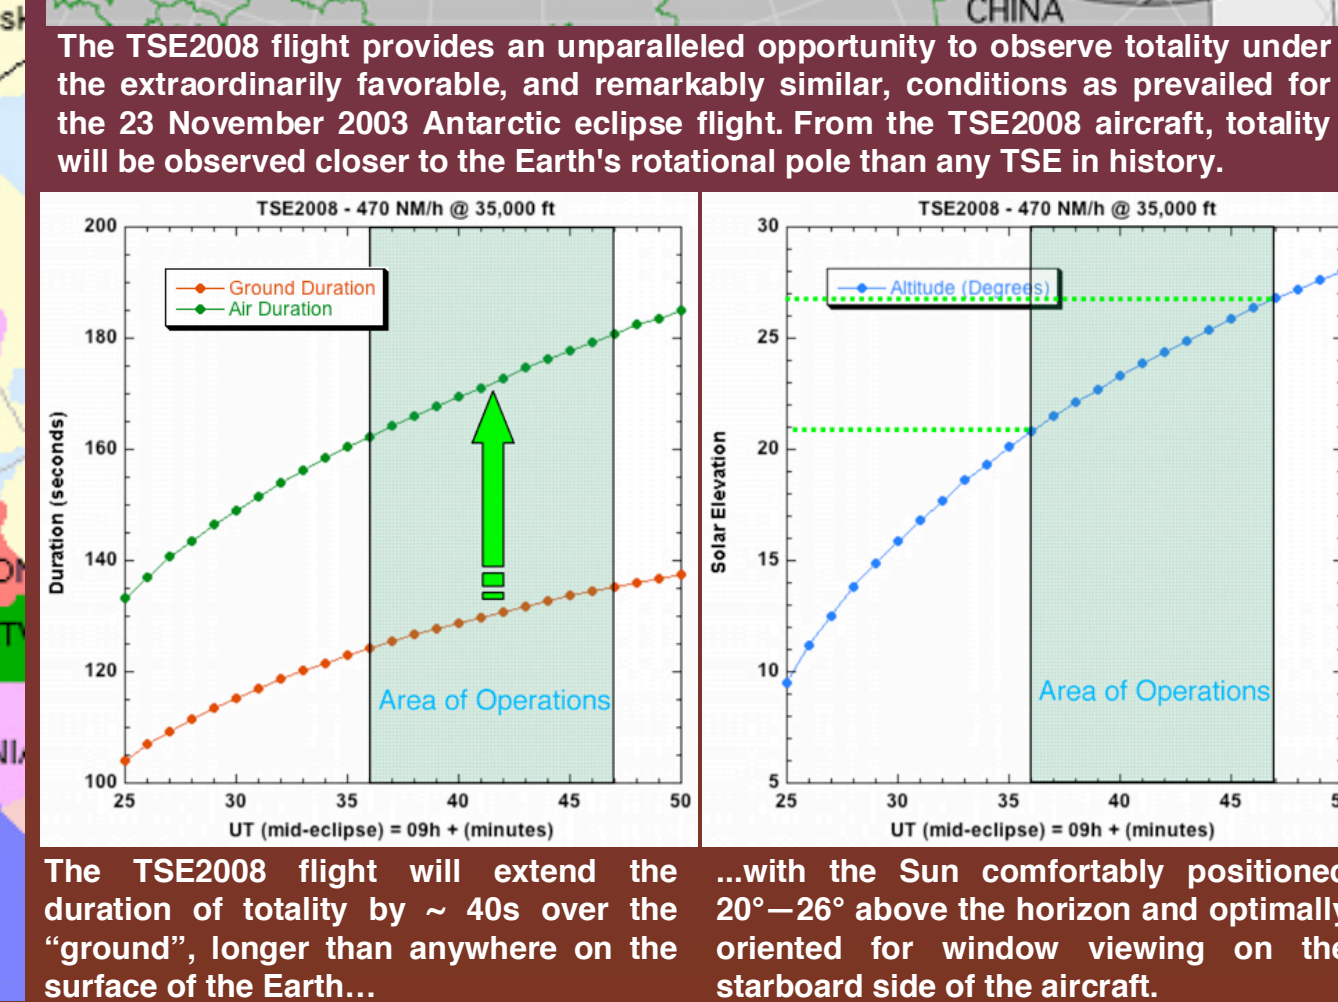 CHINA
The TSE2008 flight provides an unparalleled opportunity to observe totality under
the extraordinarily favorable, and remarkably similar, conditions as prevailed for
the 23 November 2003 Antarctic eclipse flight. From the TSE2008 aircraft, totality
will be observed closer to the Earth's rotational pole than any TSE in history.
TSE2008 - 470 NM/h @ 35,000 ft
200
180
160
140
120
100
Duration (seconds)
Ground Duration
Air Duration
Area of Operations
25 30 35 40 45 50
UT (mid-eclipse) = 09h + (minutes)
TSE2008 - 470 NM/h @ 35,000 ft
30
25
20
15
10
5
Solar Elevation
Altitude (Degrees)
Area of Operations
25 30 35 40 45
UT (mid-eclipse) = 09h + (minutes)
The TSE2008 flight will extend the
duration of totality by ~ 40s over the
“ground”, longer than anywhere on the
surface of the Earth…
...with the Sun comfortably positioned
20°—26° above the horizon and optimally
oriented for window viewing on the
starboard side of the aircraft.